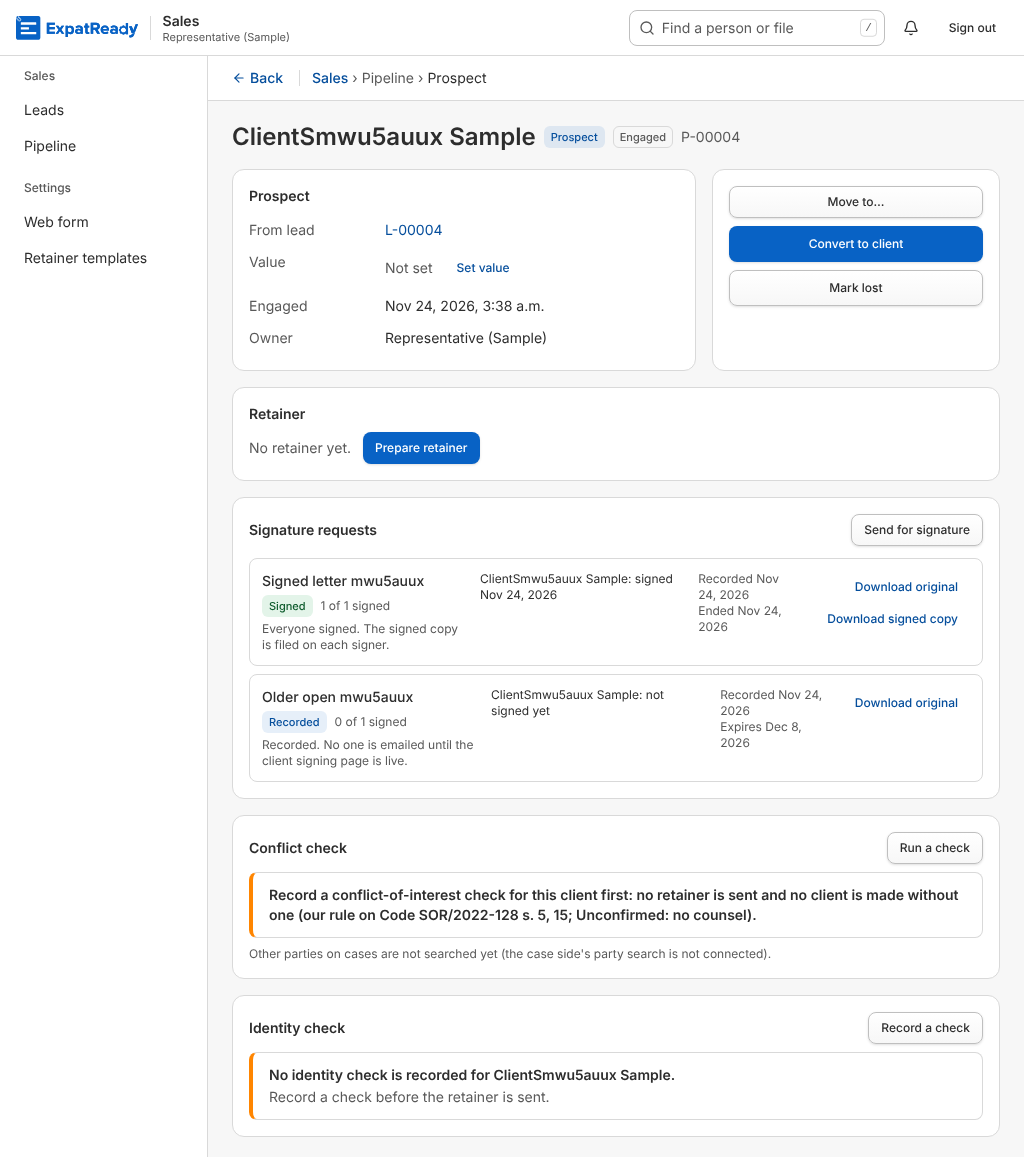 ExpatReady
Sales
Representative (Sample)
Find a person or file
/
Sign out
Sales
Leads
Pipeline
Settings
Web form
Retainer templates
← Back
Sales › Pipeline › Prospect
ClientSmwu5auux Sample
Prospect
Engaged
P-00004
Prospect
From lead
L-00004
Value
Not set
Set value
Engaged
Nov 24, 2026, 3:38 a.m.
Owner
Representative (Sample)
Move to...
Convert to client
Mark lost
Retainer
No retainer yet.
Prepare retainer
Signature requests
Send for signature
Signed letter mwu5auux
Signed
1 of 1 signed
Everyone signed. The signed copy
is filed on each signer.
ClientSmwu5auux Sample: signed
Nov 24, 2026
Recorded Nov
24, 2026
Ended Nov 24,
2026
Download original
Download signed copy
Older open mwu5auux
Recorded
0 of 1 signed
Recorded. No one is emailed until the
client signing page is live.
ClientSmwu5auux Sample: not
signed yet
Recorded Nov 24,
2026
Expires Dec 8,
2026
Download original
Conflict check
Run a check
Record a conflict-of-interest check for this client first: no retainer is sent and no client is made without
one (our rule on Code SOR/2022-128 s. 5, 15; Unconfirmed: no counsel).
Other parties on cases are not searched yet (the case side's party search is not connected).
Identity check
Record a check
No identity check is recorded for ClientSmwu5auux Sample.
Record a check before the retainer is sent.